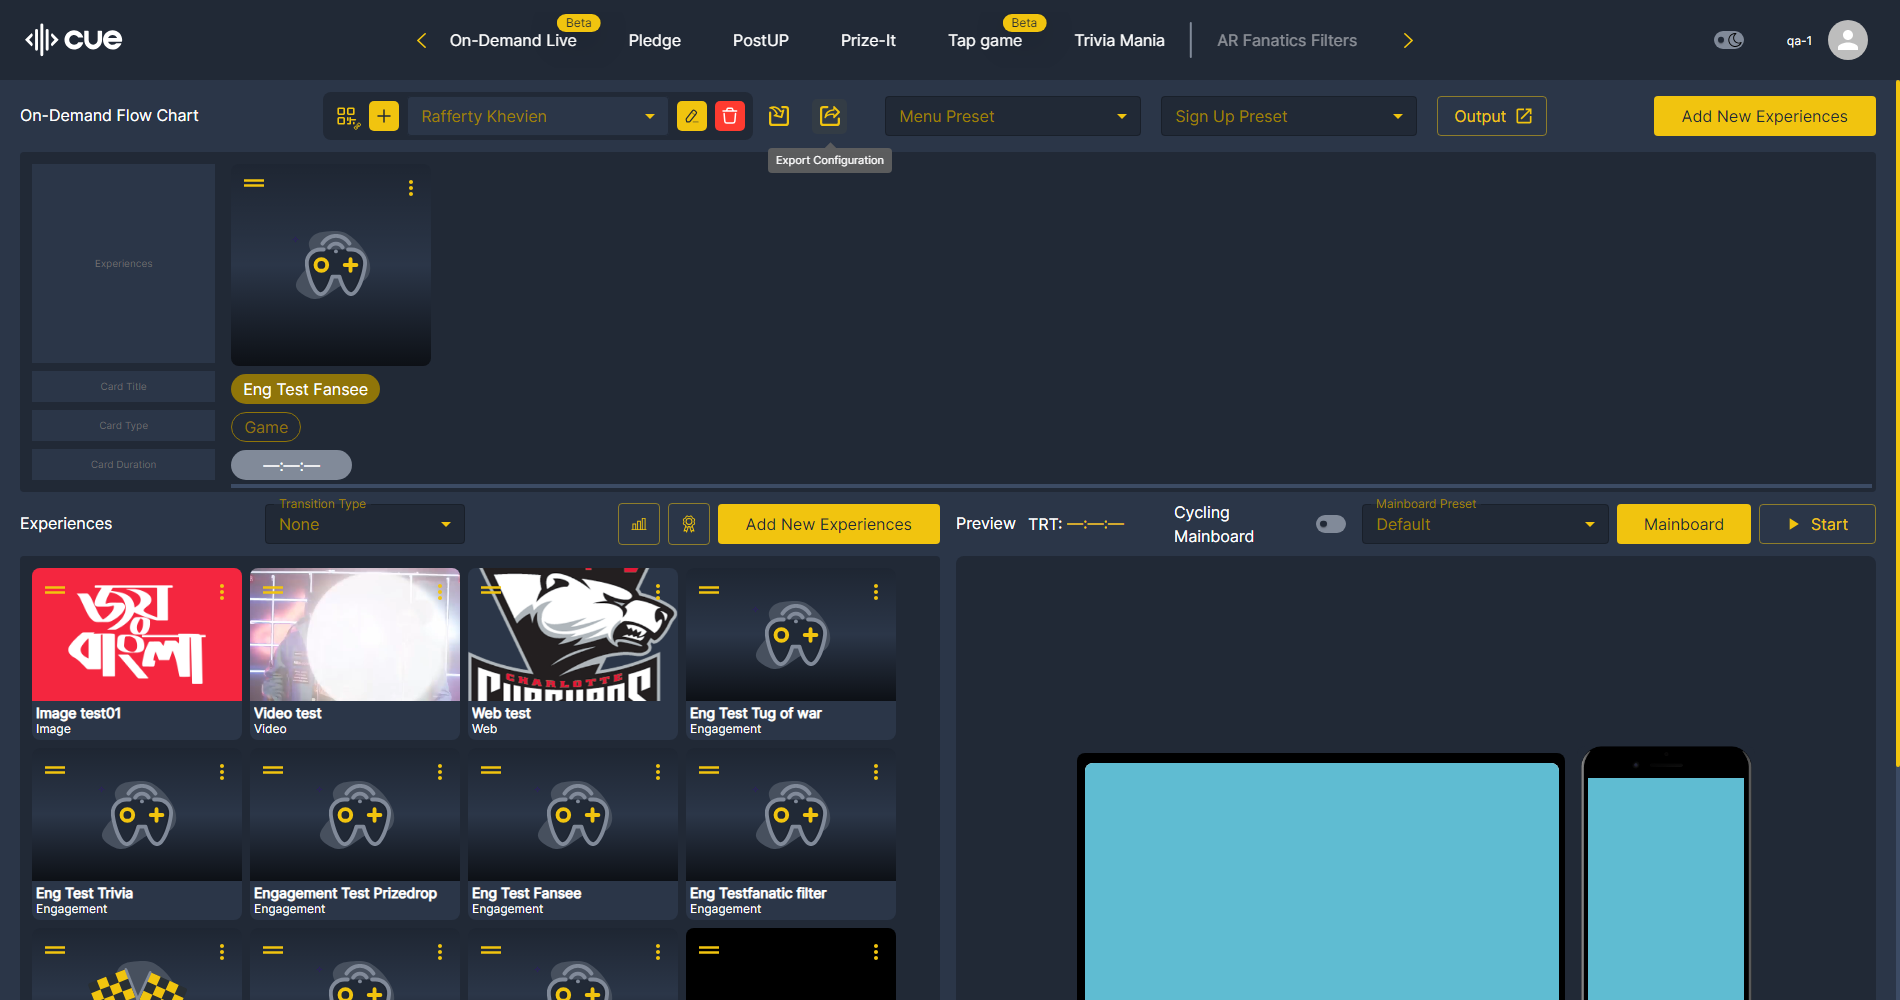 cue
Beta
Beta
On-Demand Live
Pledge
PostUP
Prize-It
Tap game
Trivia Mania
AR Fanatics Filters
qa-1
On-Demand Flow Chart
Rafferty Khevien
Menu Preset
Sign Up Preset
Output
Add New Experiences
Export Configuration
Experiences
Card Title
Eng Test Fansee
Card Type
Game
Card Duration
—:—:—
Experiences
Transition Type
None
Add New Experiences
Preview
TRT: —:—:—
Cycling
Mainboard
Mainboard Preset
Default
Mainboard
Start
জয়
বাংলা
CHARLOTTE
Image test01
Image
Video test
Video
Web test
Web
Eng Test Tug of war
Engagement
Eng Test Trivia
Engagement
Engagement Test Prizedrop
Engagement
Eng Test Fansee
Engagement
Eng Testfanatic filter
Engagement